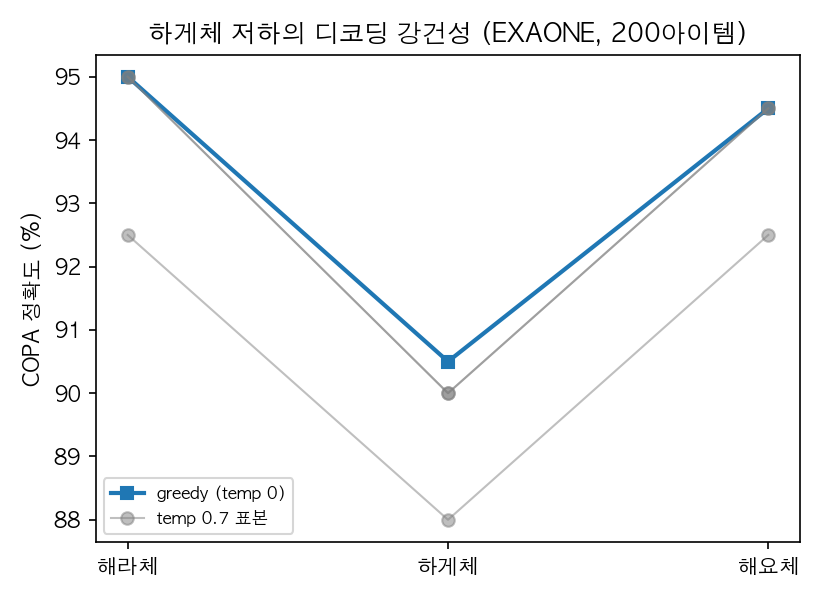 하게체 저하의 디코딩 강건성 (EXAONE, 200아이템)
COPA 정확도 (%)
95
94
93
92
91
90
89
88
greedy (temp 0)
temp 0.7 표본
해라체 하게체 해요체